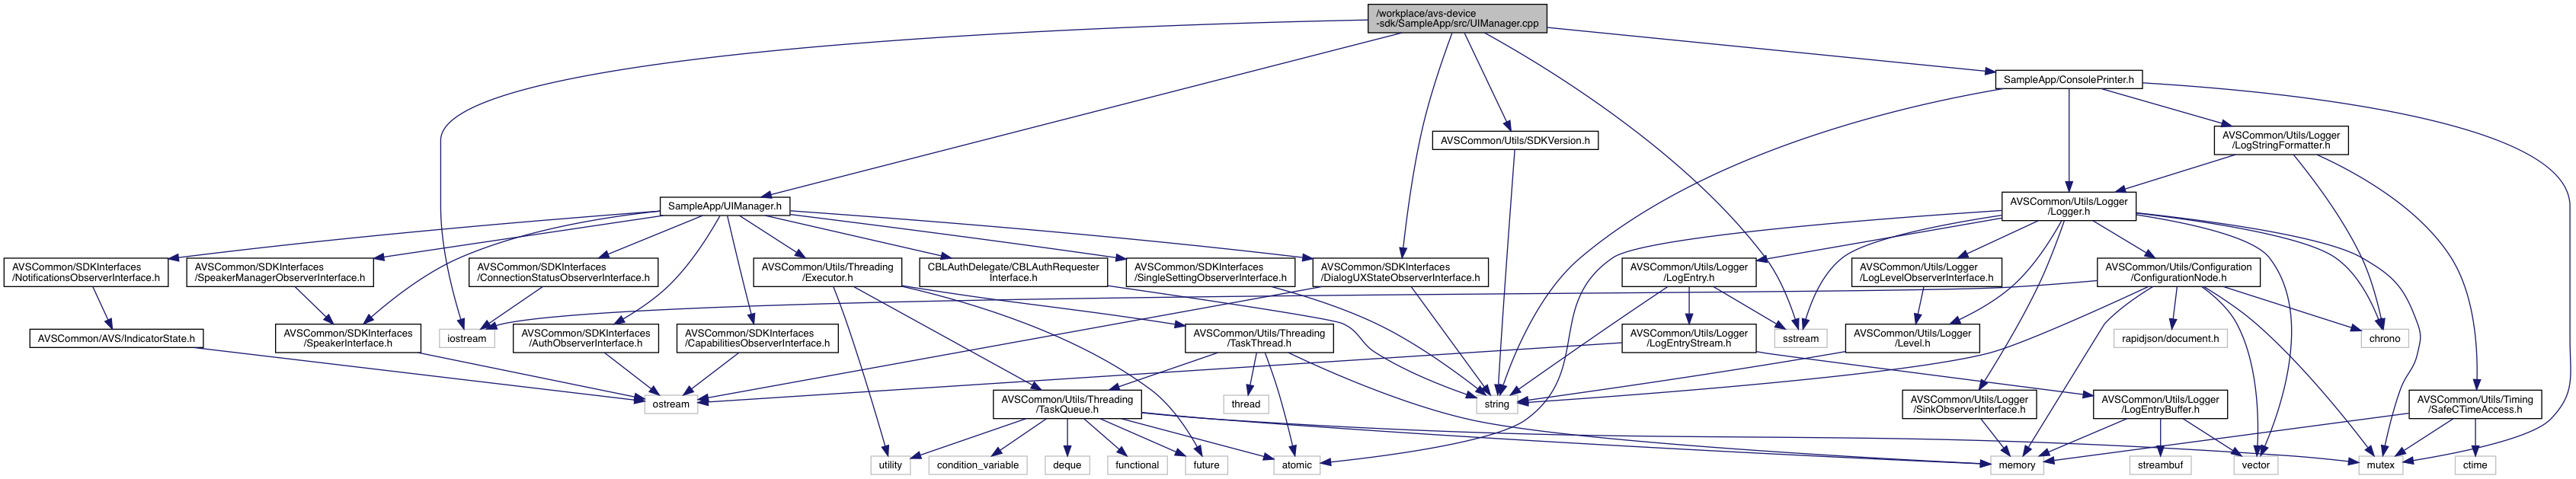 /workplace/avs-device
-sdk/SampleApp/src/UIManager.cpp
SampleApp/ConsolePrinter.h
AVSCommon/Utils/SDKVersion.h
AVSCommon/Utils/Logger
/LogStringFormatter.h
SampleApp/UIManager.h
AVSCommon/Utils/Logger
/Logger.h
AVSCommon/SDKInterfaces
/NotificationsObserverInterface.h
AVSCommon/SDKInterfaces
/SpeakerManagerObserverInterface.h
AVSCommon/SDKInterfaces
/ConnectionStatusObserverInterface.h
AVSCommon/Utils/Threading
/Executor.h
CBLAuthDelegate/CBLAuthRequester
Interface.h
AVSCommon/SDKInterfaces
/SingleSettingObserverInterface.h
AVSCommon/SDKInterfaces
/DialogUXStateObserverInterface.h
AVSCommon/Utils/Logger
/LogEntry.h
AVSCommon/Utils/Logger
/LogLevelObserverInterface.h
AVSCommon/Utils/Configuration
/ConfigurationNode.h
AVSCommon/AVS/IndicatorState.h
AVSCommon/SDKInterfaces
/SpeakerInterface.h
iostream
AVSCommon/SDKInterfaces
/AuthObserverInterface.h
AVSCommon/SDKInterfaces
/CapabilitiesObserverInterface.h
AVSCommon/Utils/Threading
/TaskThread.h
AVSCommon/Utils/Logger
/LogEntryStream.h
sstream
AVSCommon/Utils/Logger
/Level.h
rapidjson/document.h
chrono
ostream
AVSCommon/Utils/Threading
/TaskQueue.h
thread
string
AVSCommon/Utils/Logger
/SinkObserverInterface.h
AVSCommon/Utils/Logger
/LogEntryBuffer.h
AVSCommon/Utils/Timing
/SafeCTimeAccess.h
utility
condition_variable
deque
functional
future
atomic
memory
streambuf
vector
mutex
ctime